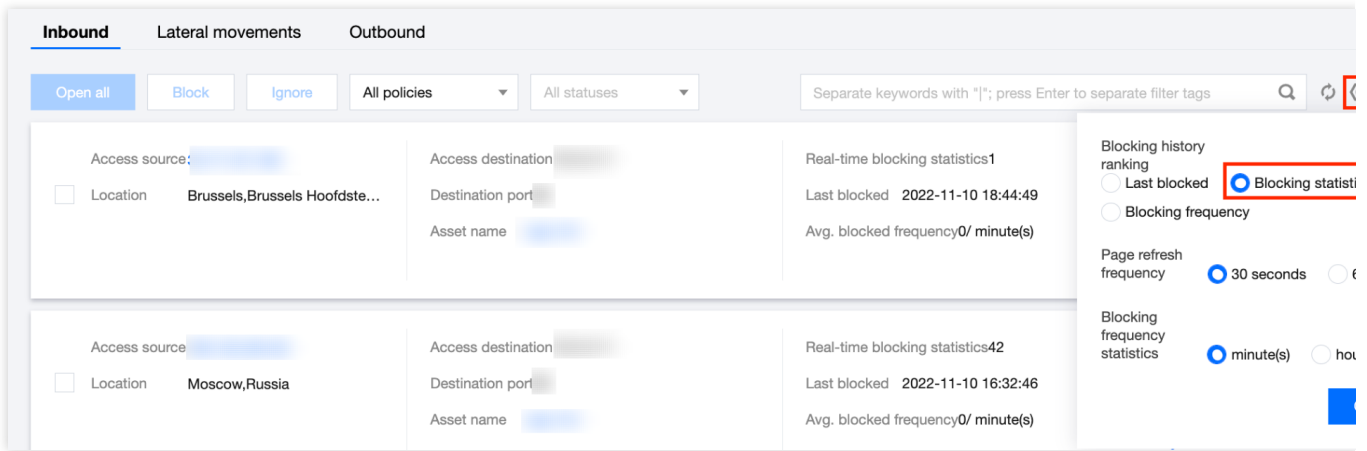 Inbound Lateral movements Outbound
Open all Block Ignore All policies All statuses Separate keywords with "|"; press Enter to separate filter tags
Access source: Access destination Real-time blocking statistics1
Location Brussels,Brussels Hoofdste... Destination port Last blocked 2022-11-10 18:44:49
Asset name Avg. blocked frequency0/ minute(s)
Access source Access destination Real-time blocking statistics42
Location Moscow,Russia Destination port Last blocked 2022-11-10 16:32:46
Asset name Avg. blocked frequency0/ minute(s)
Blocking history
ranking
Last blocked Blocking statisti
Blocking frequency
Page refresh
frequency 30 seconds 6
Blocking
frequency
statistics minute(s) hou